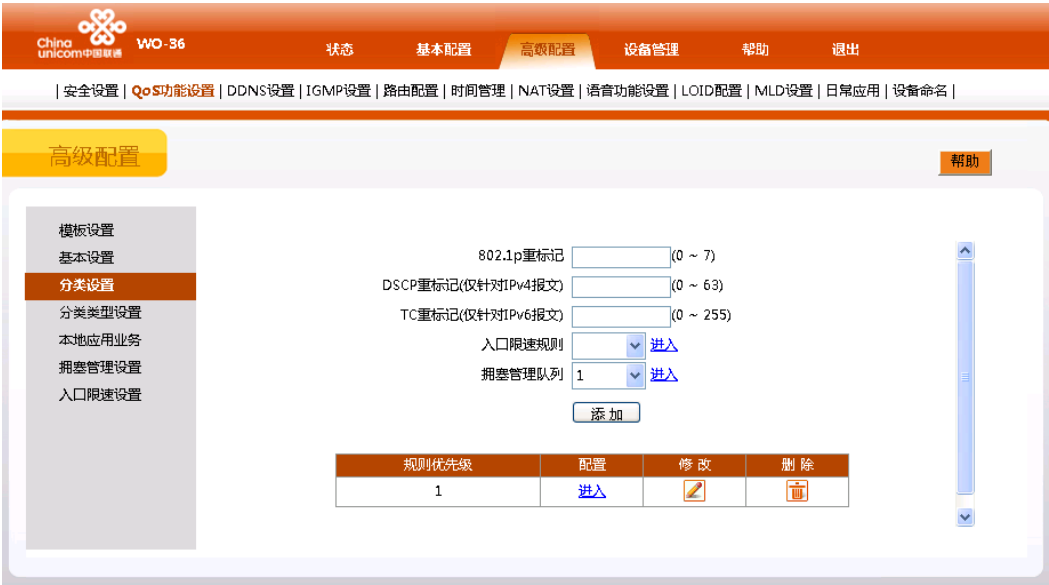 China
unicom中国联通
WO-36
状态 基本配置 高级配置 设备管理 帮助 退出
| 安全设置 | QoS功能设置 | DDNS设置 | IGMP设置 | 路由配置 | 时间管理 | NAT设置 | 语音功能设置 | LOID配置 | MLD设置 | 日常应用 | 设备命名 |
高级配置
帮助
模板设置
基本设置
分类设置
分类类型设置
本地应用业务
拥塞管理设置
入口限速设置
802.1p重标记 (0 ~ 7)
DSCP重标记(仅针对IPv4报文) (0 ~ 63)
TC重标记(仅针对IPv6报文) (0 ~ 255)
入口限速规则 进入
拥塞管理队列 1 进入
添 加
规则优先级 配置 修 改 删 除
1 进入